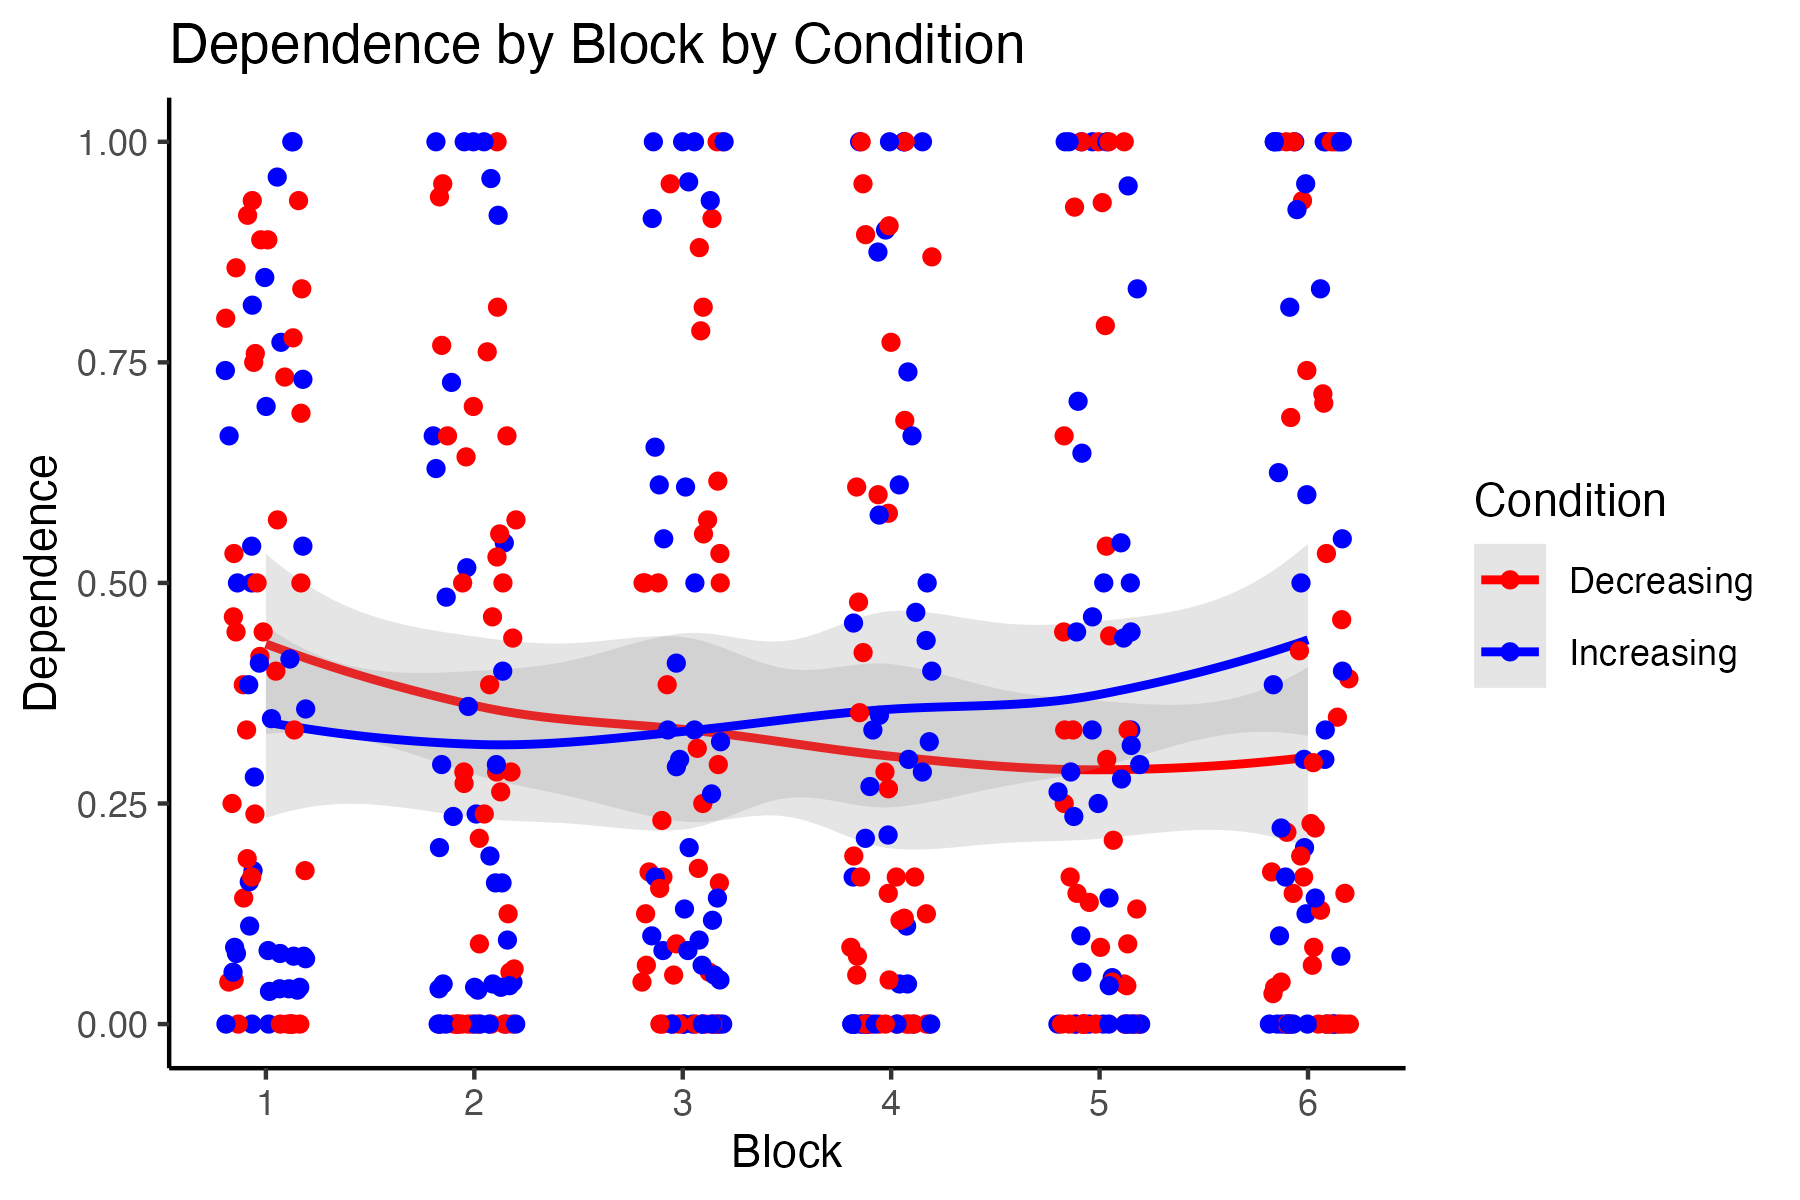 Dependence by Block by Condition
Dependence
1.00
0.75
0.50
0.25
0.00
1 2 3 4 5 6
Block
Condition
Decreasing
Increasing